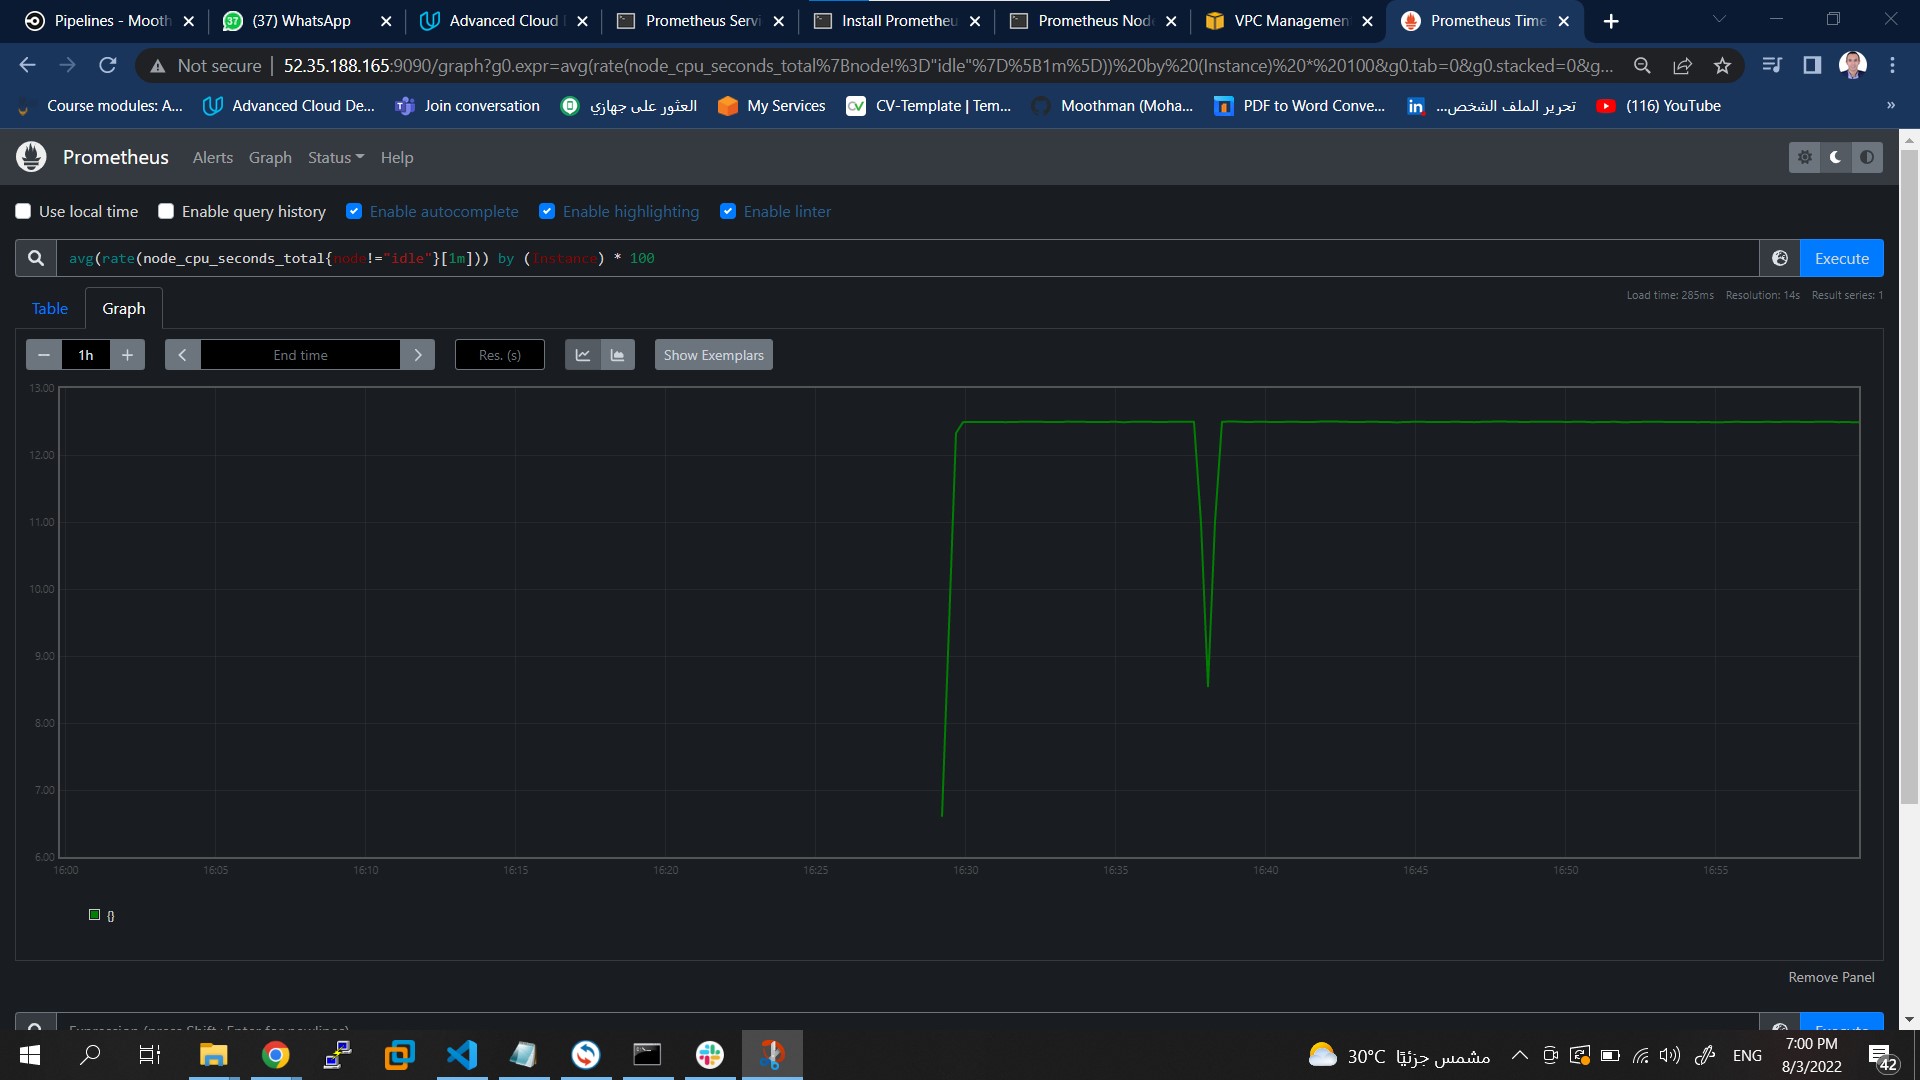 Pipelines - Mooth
(37) WhatsApp
Advanced Cloud
Prometheus Servi
Install Prometheu
Prometheus Node
VPC Managemen
Prometheus Time
Not secure
52.35.188.165:9090/graph?g0.expr=avg(rate(node_cpu_seconds_total%7Bnode!%3D"idle"%7D%5B1m%5D))%20by%20(Instance)%20*%20100&g0.tab=0&g0.stacked=0&g...
Course modules: A...
Advanced Cloud De...
Join conversation
العثور على جهازي
My Services
CV-Template | Tem...
Moothman (Moha...
PDF to Word Conve...
تحرير الملف الشخص...
(116) YouTube
»
Prometheus
Alerts
Graph
Status
Help
Use local time
Enable query history
Enable autocomplete
Enable highlighting
Enable linter
avg(rate(node_cpu_seconds_total{node!="idle"}[1m])) by (Instance) * 100
Execute
Load time: 285ms
Resolution: 14s
Result series: 1
Table
Graph
1h
End time
Res. (s)
Show Exemplars
13.00
12.00
11.00
10.00
9.00
8.00
7.00
6.00
16:00
16:05
16:10
16:15
16:20
16:25
16:30
16:35
16:40
16:45
16:50
16:55
{}
Remove Panel
Expression (press Shift+Enter for newlines)
Execute
30°C مشمس جزئيًا
ENG
7:00 PM
8/3/2022
42